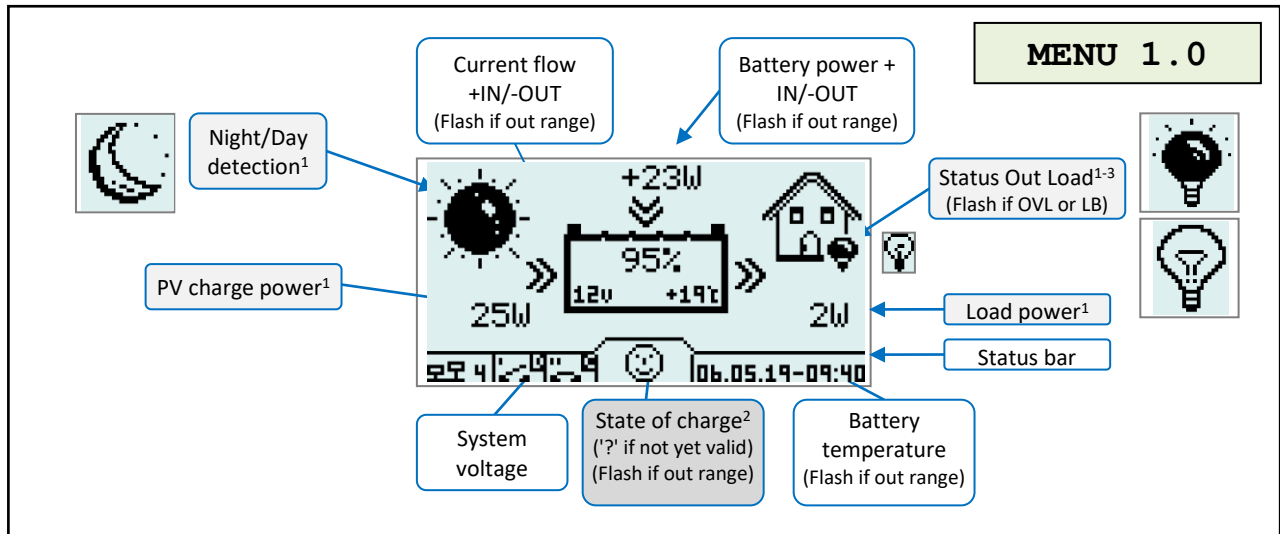 MENU 1.0
Current flow
+IN/-OUT
(Flash if out range)
Battery power +
IN/-OUT
(Flash if out range)
Night/Day
detection¹
Status Out Load¹⁻³
(Flash if OVL or LB)
+23W
95%
12V +19℃
PV charge power¹
25W
2W
Load power¹
Status bar
4
06.05.19-09:40
System
voltage
State of charge²
('?' if not yet valid)
(Flash if out range)
Battery
temperature
(Flash if out range)